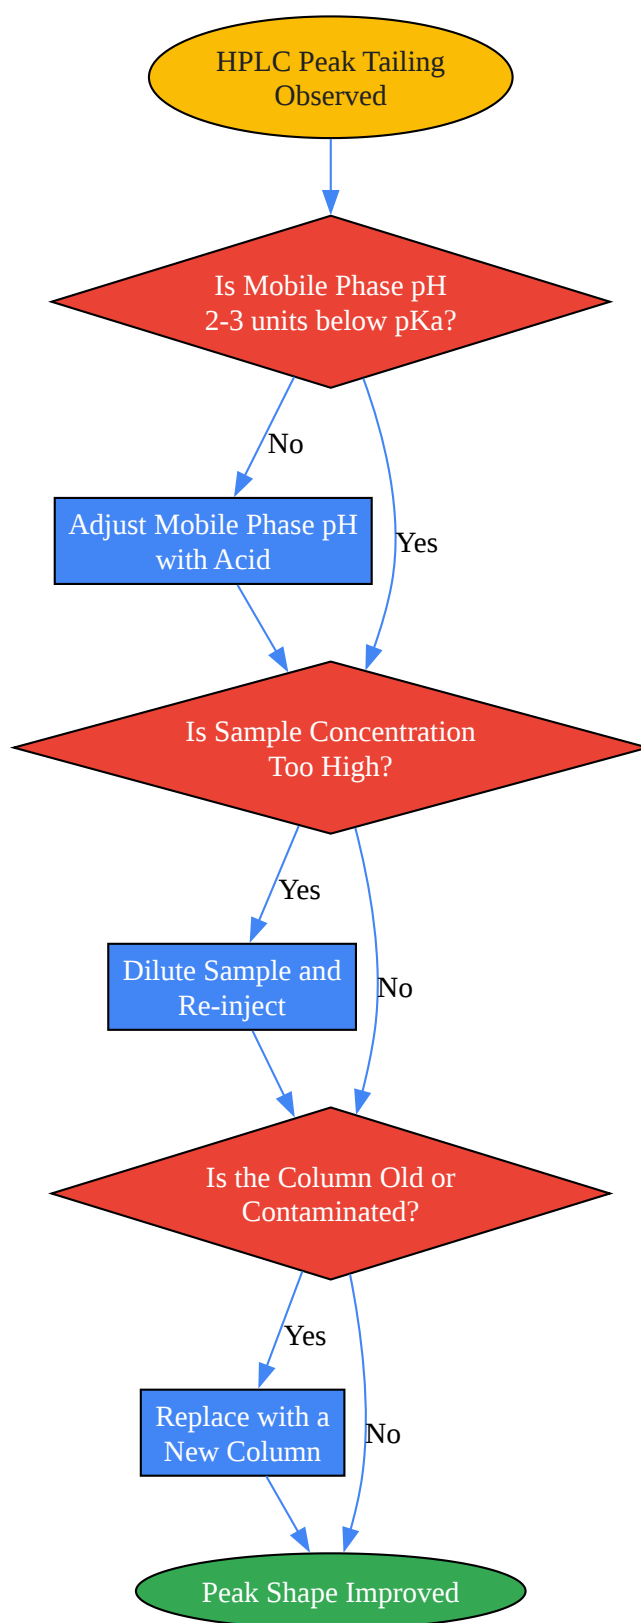 HPLC Peak Tailing
Observed
Is Mobile Phase pH
2-3 units below pKa?
No
Adjust Mobile Phase pH
with Acid
Yes
Is Sample Concentration
Too High?
Yes
Dilute Sample and
Re-inject
No
Is the Column Old or
Contaminated?
Yes
Replace with a
New Column
No
Peak Shape Improved